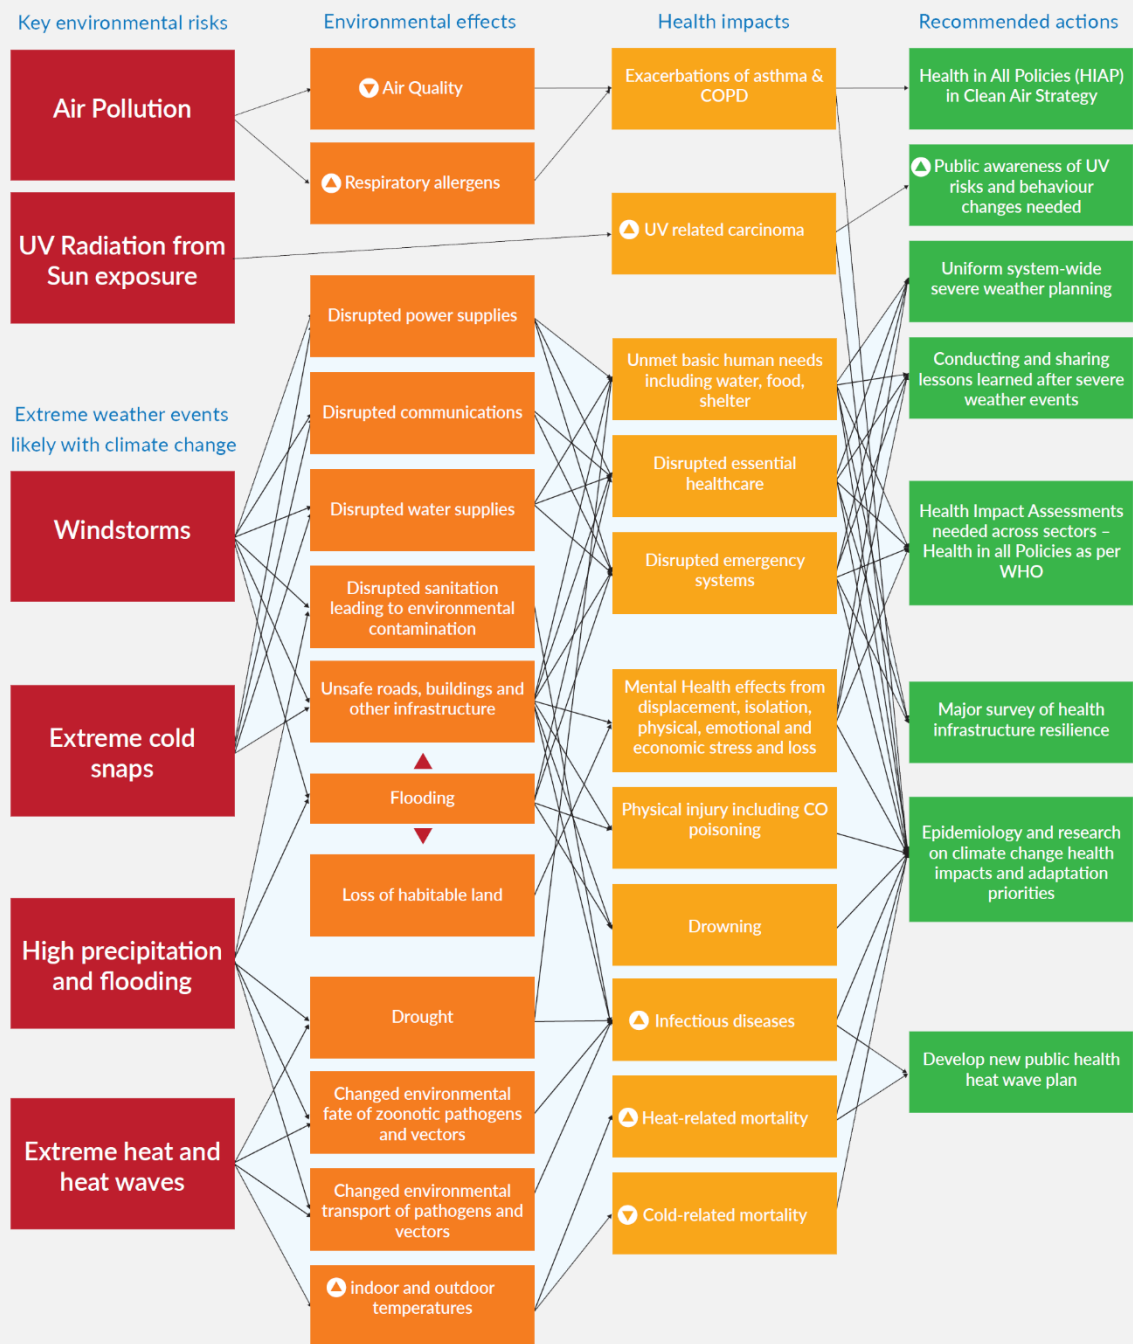 Key environmental risks
Environmental effects
Health impacts
Recommended actions
Air Pollution
UV Radiation from
Sun exposure
Extreme weather events
likely with climate change
Windstorms
Extreme cold
snaps
High precipitation
and flooding
Extreme heat and
heat waves
Air Quality
Respiratory allergens
Disrupted power supplies
Disrupted communications
Disrupted water supplies
Disrupted sanitation
leading to environmental
contamination
Unsafe roads, buildings and
other infrastructure
Flooding
Loss of habitable land
Drought
Changed environmental
fate of zoonotic pathogens
and vectors
Changed environmental
transport of pathogens and
vectors
indoor and outdoor
temperatures
Exacerbations of asthma &
COPD
UV related carcinoma
Unmet basic human needs
including water, food,
shelter
Disrupted essential
healthcare
Disrupted emergency
systems
Mental Health effects from
displacement, isolation,
physical, emotional and
economic stress and loss
Physical injury including CO
poisoning
Drowning
Infectious diseases
Heat-related mortality
Cold-related mortality
Health in All Policies (HIAP)
in Clean Air Strategy
Public awareness of UV
risks and behaviour
changes needed
Uniform system-wide
severe weather planning
Conducting and sharing
lessons learned after severe
weather events
Health Impact Assessments
needed across sectors –
Health in all Policies as per
WHO
Major survey of health
infrastructure resilience
Epidemiology and research
on climate change health
impacts and adaptation
priorities
Develop new public health
heat wave plan